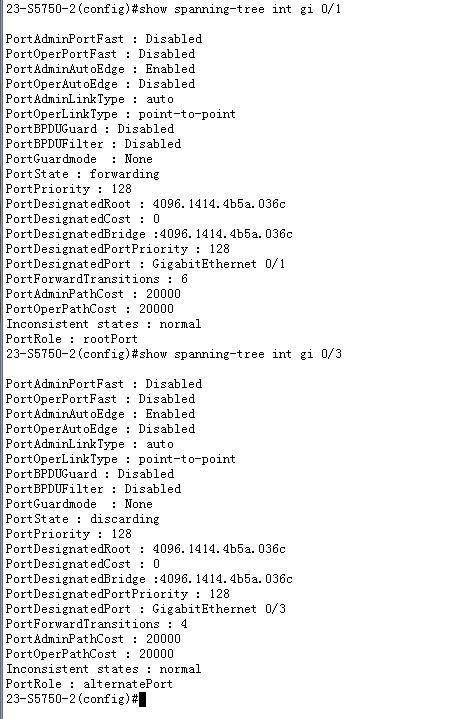 23-S5750-2(config)#show spanning-tree int gi 0/1
PortAdminPortFast : Disabled
PortOperPortFast : Disabled
PortAdminAutoEdge : Enabled
PortOperAutoEdge : Disabled
PortAdminLinkType : auto
PortOperLinkType : point-to-point
PortBPDUGuard : Disabled
PortBPDUFilter : Disabled
PortGuardmode  : None
PortState : forwarding
PortPriority : 128
PortDesignatedRoot : 4096.1414.4b5a.036c
PortDesignatedCost : 0
PortDesignatedBridge :4096.1414.4b5a.036c
PortDesignatedPortPriority : 128
PortDesignatedPort : GigabitEthernet 0/1
PortForwardTransitions : 6
PortAdminPathCost : 20000
PortOperPathCost : 20000
Inconsistent states : normal
PortRole : rootPort
23-S5750-2(config)#show spanning-tree int gi 0/3
PortAdminPortFast : Disabled
PortOperPortFast : Disabled
PortAdminAutoEdge : Enabled
PortOperAutoEdge : Disabled
PortAdminLinkType : auto
PortOperLinkType : point-to-point
PortBPDUGuard : Disabled
PortBPDUFilter : Disabled
PortGuardmode  : None
PortState : discarding
PortPriority : 128
PortDesignatedRoot : 4096.1414.4b5a.036c
PortDesignatedCost : 0
PortDesignatedBridge :4096.1414.4b5a.036c
PortDesignatedPortPriority : 128
PortDesignatedPort : GigabitEthernet 0/3
PortForwardTransitions : 4
PortAdminPathCost : 20000
PortOperPathCost : 20000
Inconsistent states : normal
PortRole : alternatePort
23-S5750-2(config)#